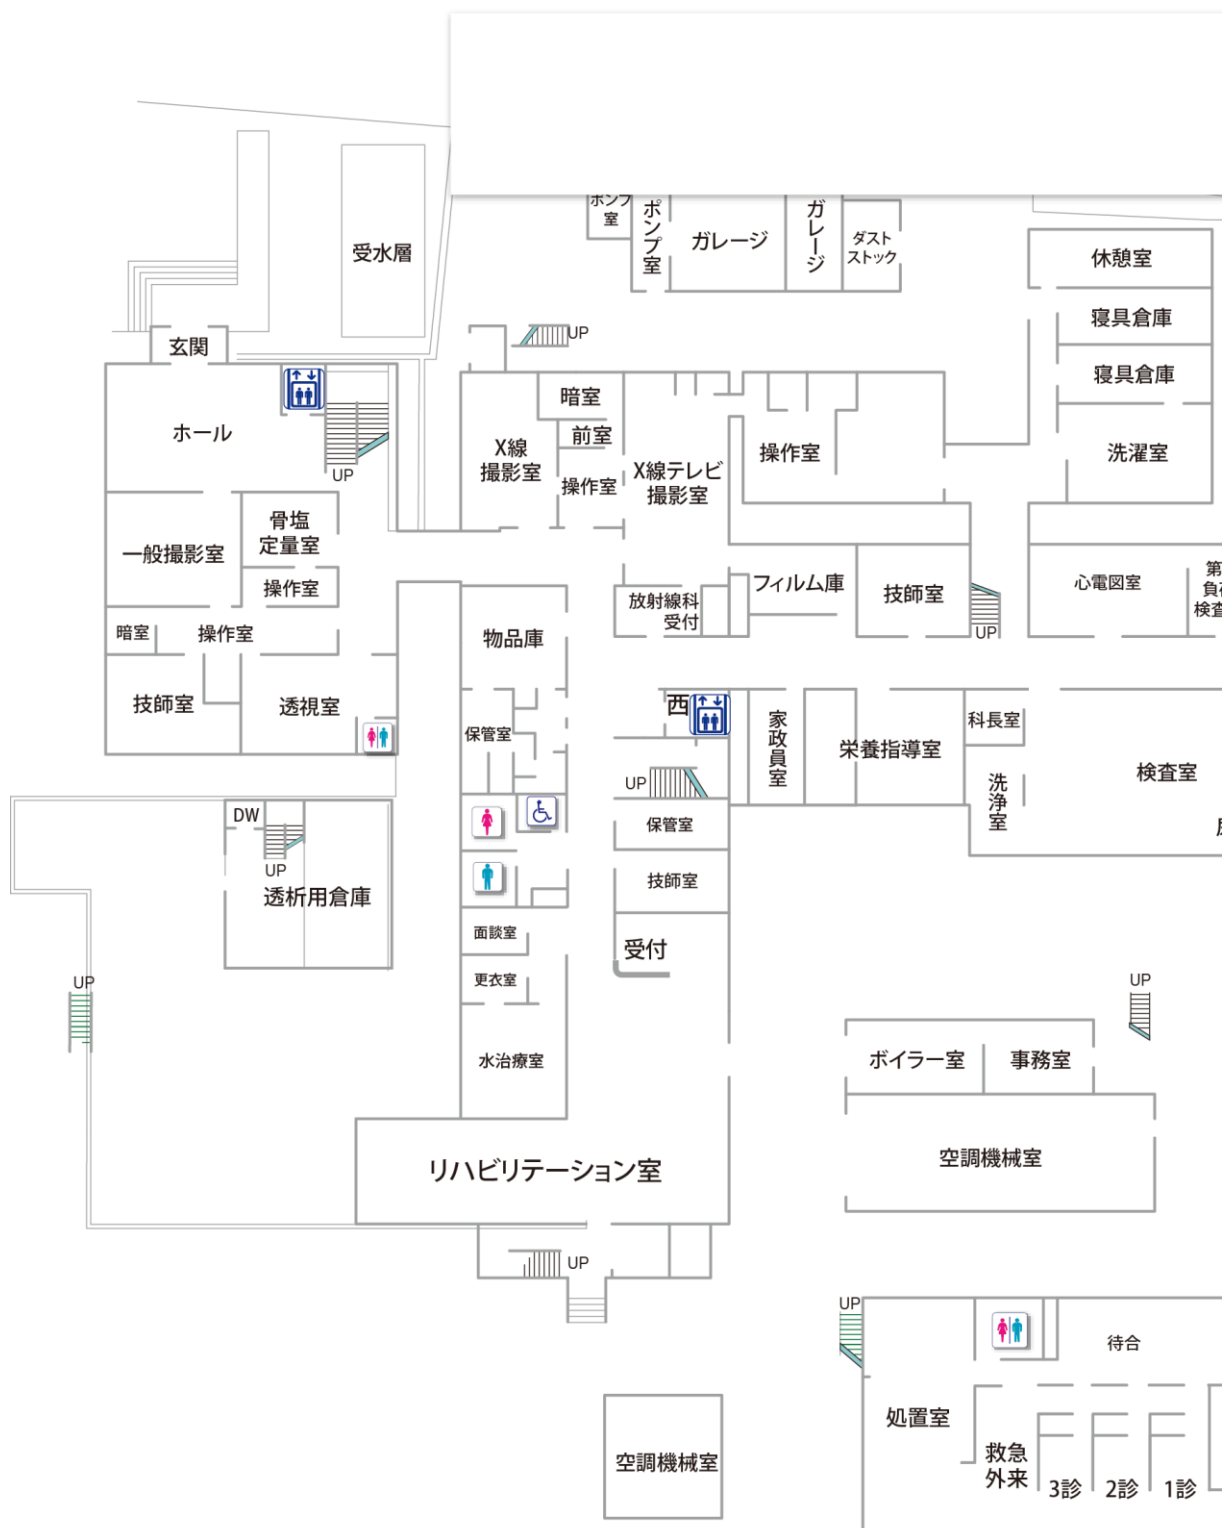 ポンプ
室
ポンプ室
ガレージ
ガレージ
ダスト
ストック
受水層
休憩室
寝具倉庫
寝具倉庫
洗濯室
玄関
UP
ホール
UP
暗室
前室
X線
撮影室
操作室
X線テレビ
撮影室
操作室
一般撮影室
骨塩
定量室
操作室
暗室
操作室
技師室
透視室
物品庫
放射線科
受付
フィルム庫
技師室
UP
心電図室
第
負荷
検査
西
保管室
家政員室
栄養指導室
科長室
洗浄室
検査室
UP
保管室
技師室
DW
UP
透析用倉庫
面談室
受付
更衣室
水治療室
UP
UP
ボイラー室
事務室
空調機械室
リハビリテーション室
UP
UP
待合
処置室
救急
外来
3診
2診
1診
空調機械室